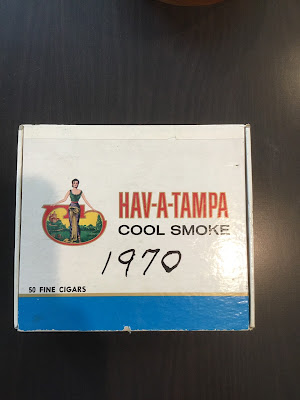 HAV-A-TAMPA
COOL SMOKE
1970
50 FINE CIGARS